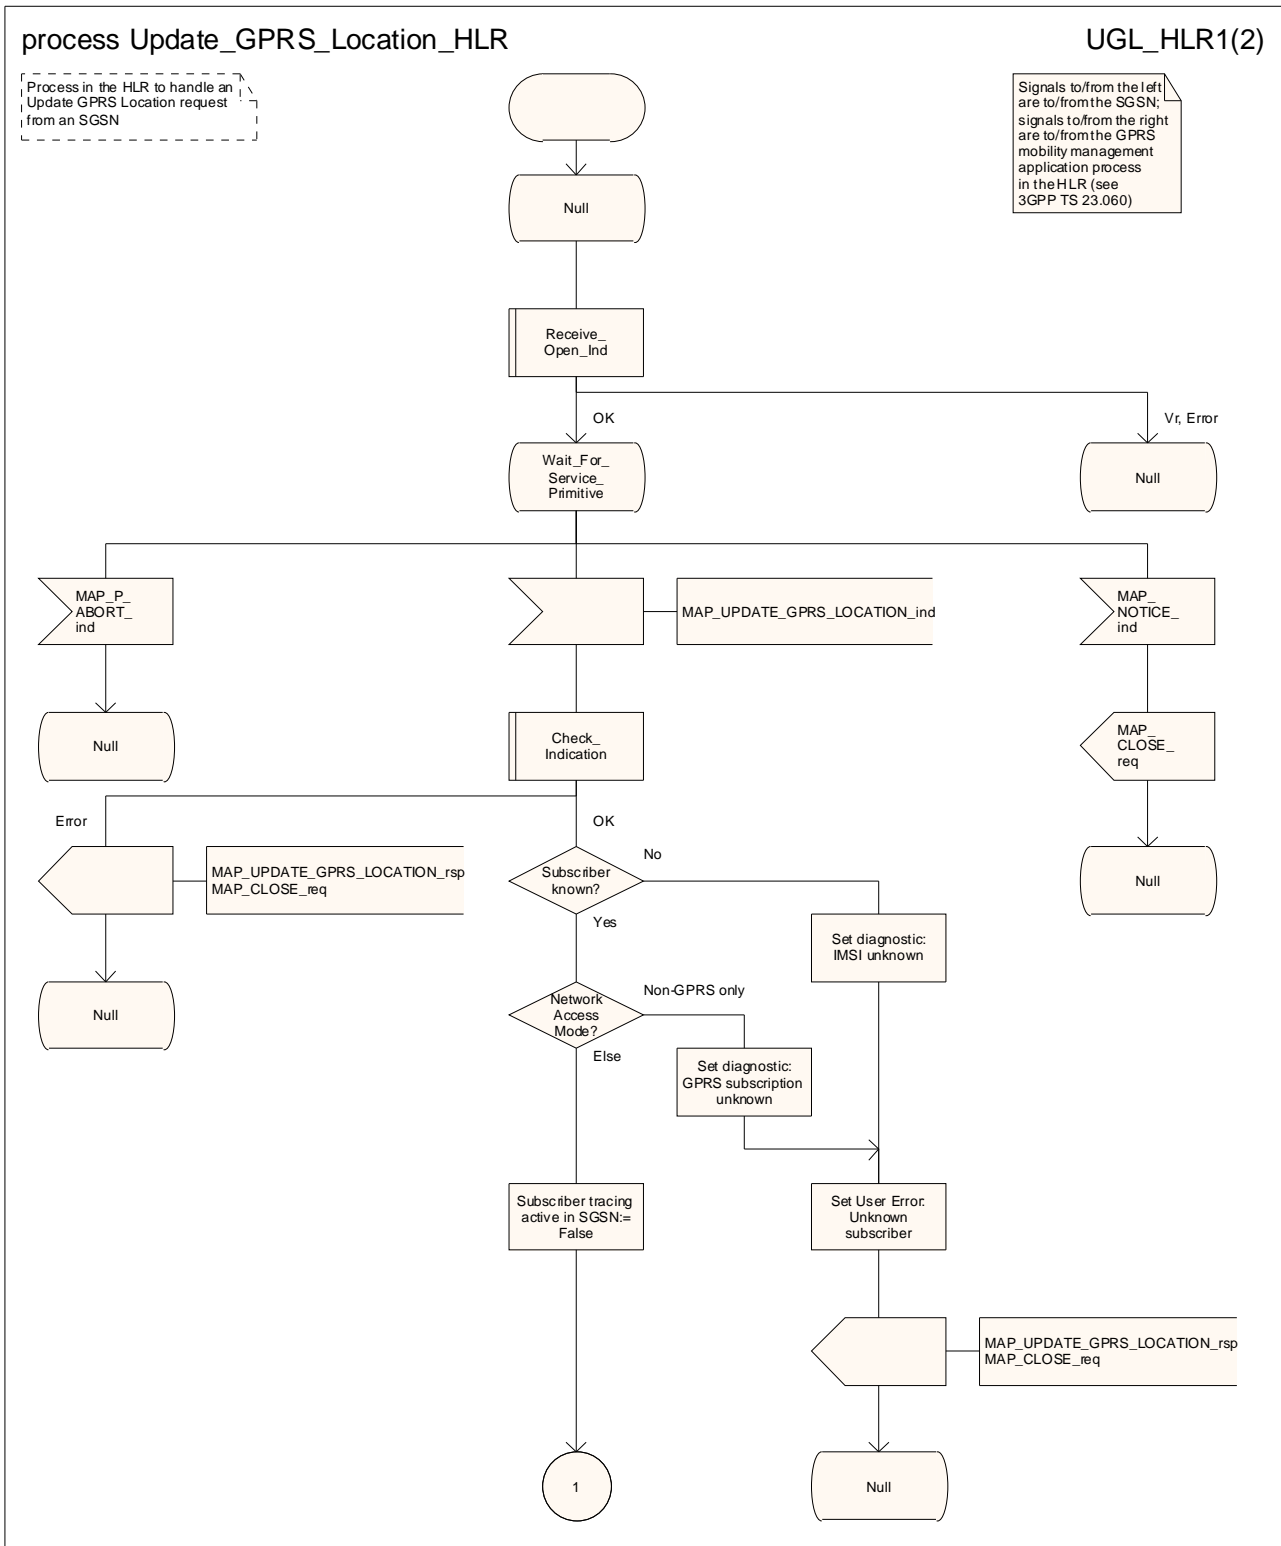 process Update_GPRS_Location_HLR
UGL_HLR1(2)
Process in the HLR to handle an
Update GPRS Location request
from an SGSN
Signals to/from the left
are to/from the SGSN;
signals to/from the right
are to/from the GPRS
mobility management
application process
in the HLR (see
3GPP TS 23.060)
Null
Receive_
Open_Ind
OK
Vr, Error
Wait_For_
Service_
Primitive
Null
MAP_P_
ABORT_
ind
MAP_UPDATE_GPRS_LOCATION_ind
MAP_
NOTICE_
ind
Null
Check_
Indication
MAP_
CLOSE_
req
Error
OK
MAP_UPDATE_GPRS_LOCATION_rsp
MAP_CLOSE_req
Subscriber
known?
No
Yes
Null
Set diagnostic:
IMSI unknown
Null
Network
Access
Mode?
Non-GPRS only
Else
Set diagnostic:
GPRS subscription
unknown
Subscriber tracing
active in SGSN:=
False
Set User Error:
Unknown
subscriber
MAP_UPDATE_GPRS_LOCATION_rsp
MAP_CLOSE_req
1
Null